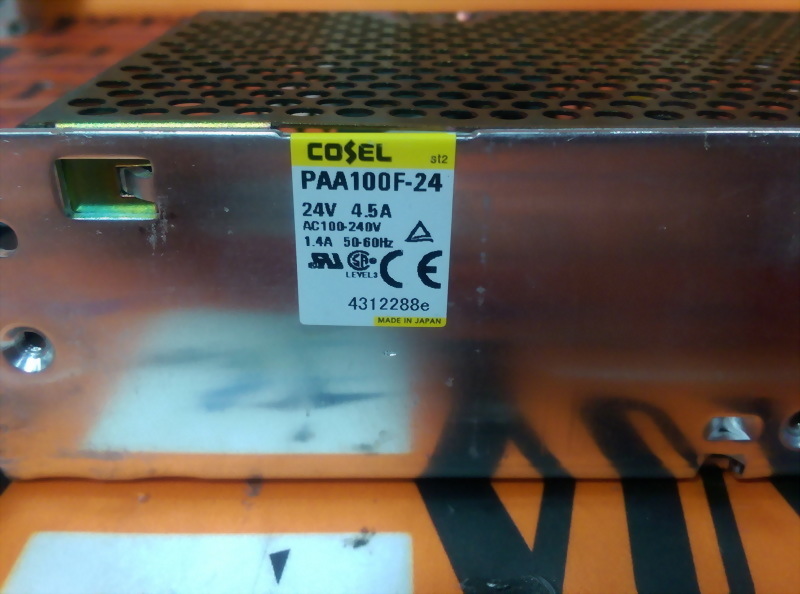 COSEL
st2
PAA100F-24
24V 4.5A
AC100-240V
1.4A 50-60Hz
LEVEL3
4312288e
MADE IN JAPAN